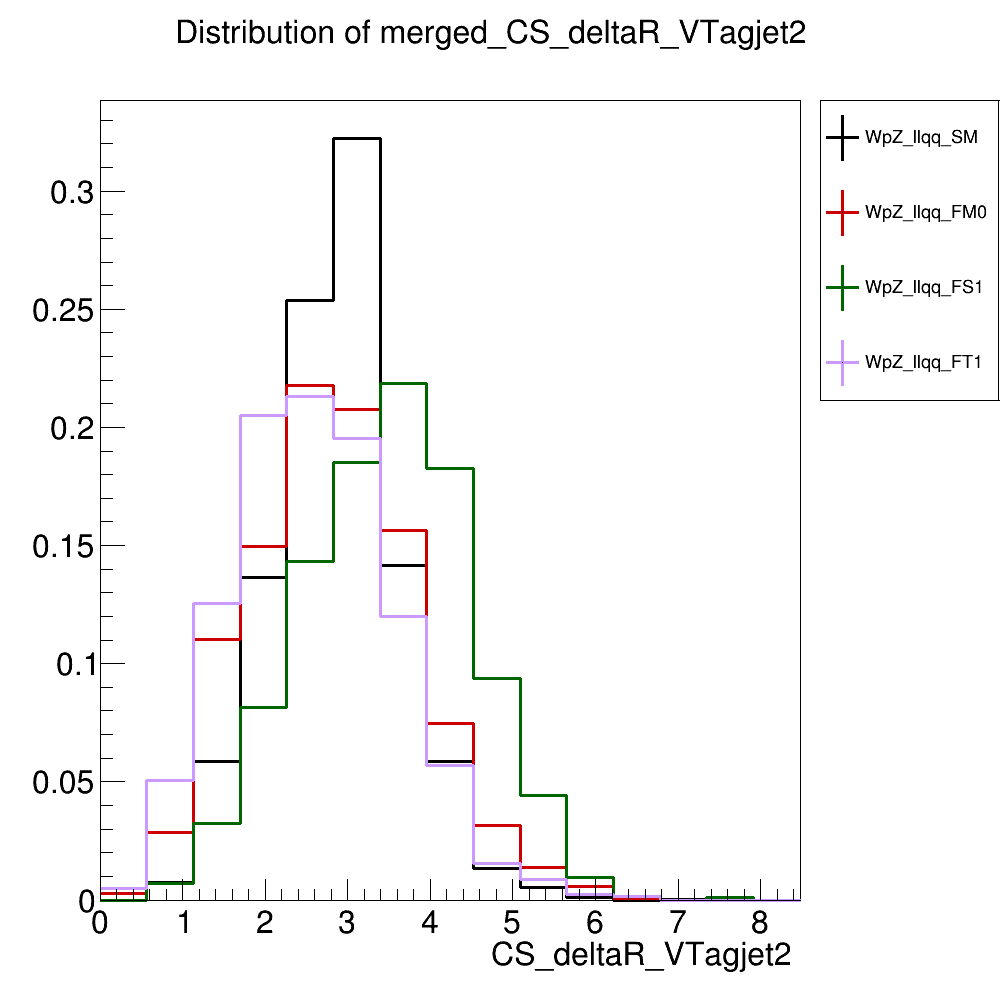 Distribution of merged_CS_deltaR_VTagjet2
WpZ_llqq_SM
WpZ_llqq_FM0
WpZ_llqq_FS1
WpZ_llqq_FT1
0.3
0.25
0.2
0.15
0.1
0.05
0
0 1 2 3 4 5 6 7 8
CS_deltaR_VTagjet2